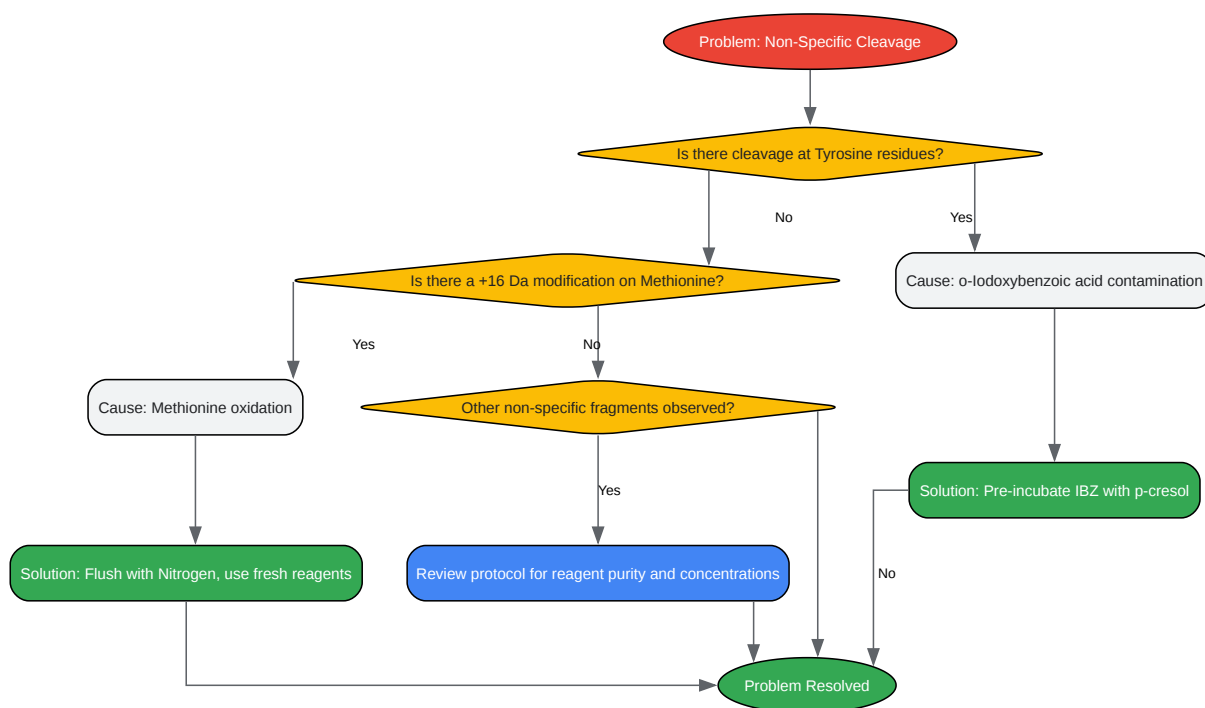 Problem: Non-Specific Cleavage
Is there cleavage at Tyrosine residues?
No
Yes
Is there a +16 Da modification on Methionine?
Cause: o-Iodoxybenzoic acid contamination
Yes
No
Cause: Methionine oxidation
Other non-specific fragments observed?
Yes
Solution: Pre-incubate IBZ with p-cresol
Solution: Flush with Nitrogen, use fresh reagents
Review protocol for reagent purity and concentrations
No
Problem Resolved